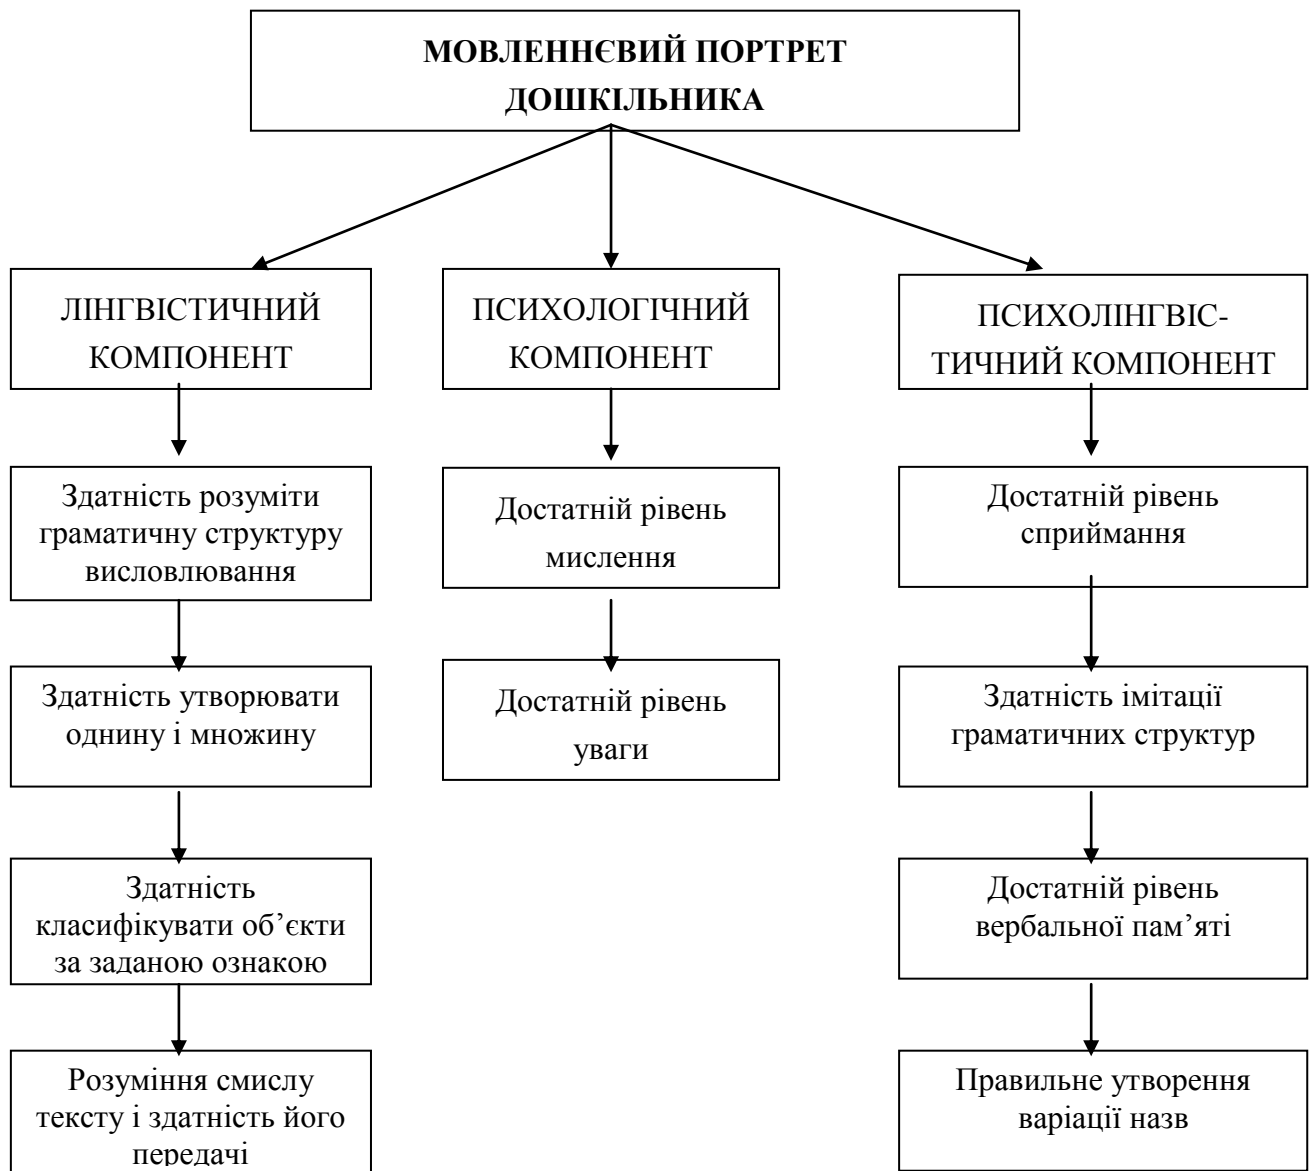 МОВЛЕННЄВИЙ ПОРТРЕТ
ДОШКІЛЬНИКА
ЛІНГВІСТИЧНИЙ
КОМПОНЕНТ
ПСИХОЛОГІЧНИЙ
КОМПОНЕНТ
ПСИХОЛІНГВІС-
ТИЧНИЙ КОМПОНЕНТ
Здатність розуміти
граматичну структуру
висловлювання
Достатній рівень
мислення
Достатній рівень
сприймання
Здатність утворювати
однину і множину
Достатній рівень
уваги
Здатність імітації
граматичних структур
Здатність
класифікувати об’єкти
за заданою ознакою
Достатній рівень
вербальної пам’яті
Розуміння смислу
тексту і здатність його
передачі
Правильне утворення
варіації назв